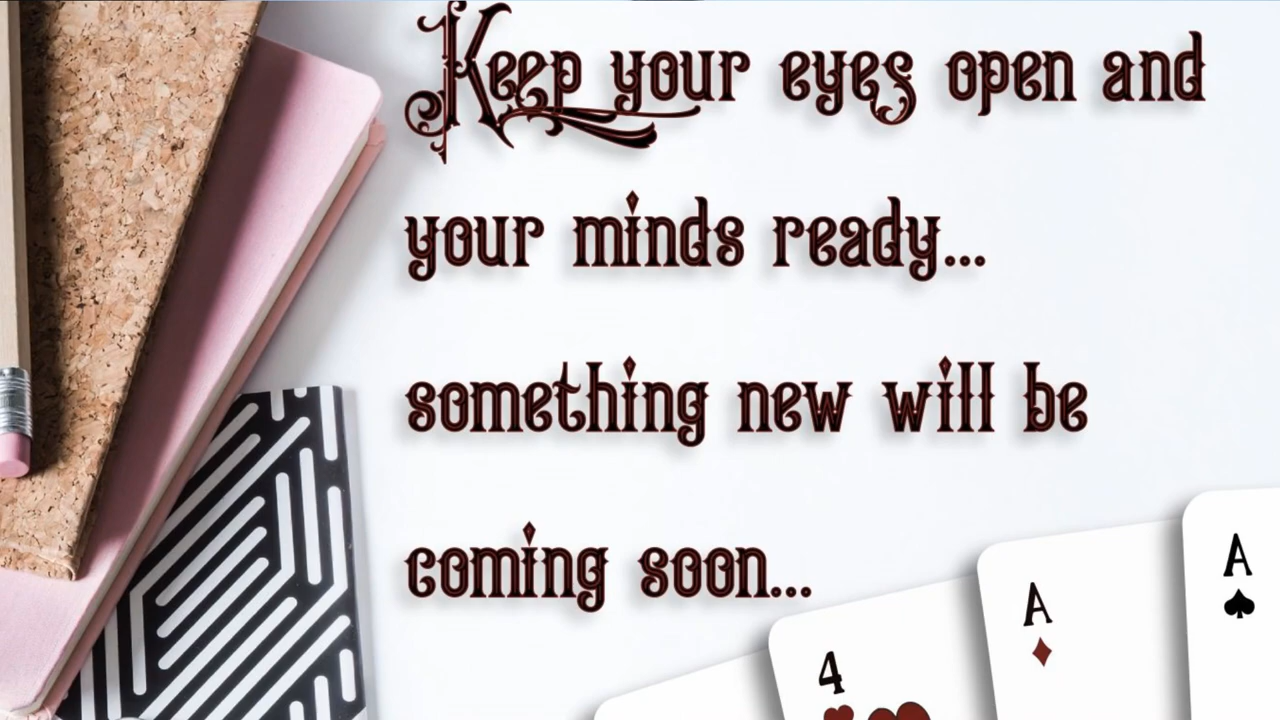 Keep your eyes open and
your minds ready...
something new will be
coming soon...
4
A
A